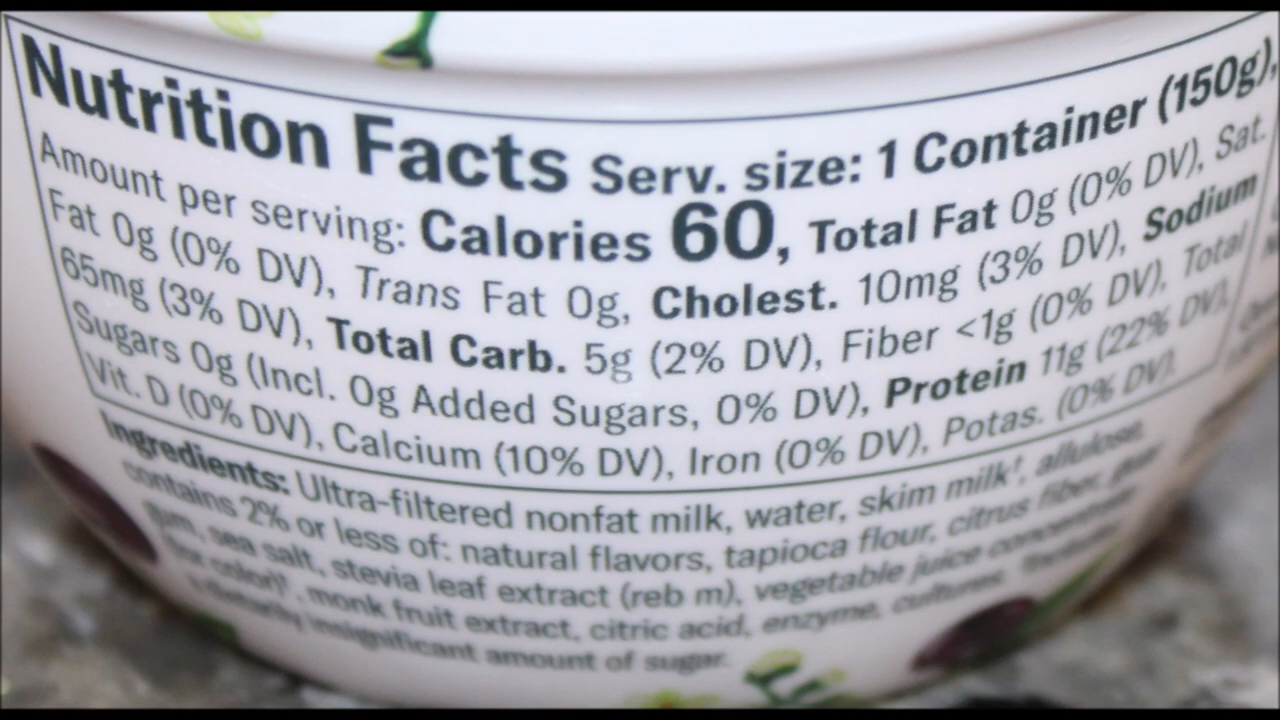 Nutrition Facts Serv. size: 1 Container (150g),
Amount per serving: Calories 60, Total Fat 0g (0% DV), Sat.
Fat 0g (0% DV), Trans Fat 0g, Cholest. 10mg (3% DV), Sodium
65mg (3% DV), Total Carb. 5g (2% DV), Fiber <1g (0% DV), Total
Sugars 0g (Incl. 0g Added Sugars, 0% DV), Protein 11g (22% DV),
Vit. D (0% DV), Calcium (10% DV), Iron (0% DV), Potas. (0% DV).
Ingredients: Ultra-filtered nonfat milk, water, skim milk†, allulose,
contains 2% or less of: natural flavors, tapioca flour, citrus fiber, guar
gum, sea salt, stevia leaf extract (reb m), vegetable juice concentrate
(for color)†, monk fruit extract, citric acid, enzyme, cultures.
dietarily insignificant amount of sugar.